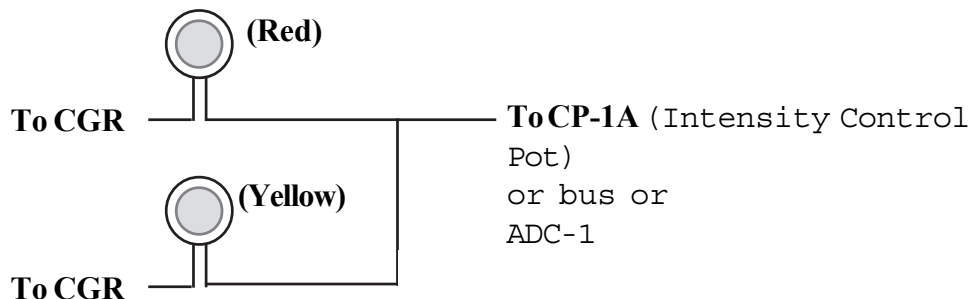 (Red)
To CGR
To CP-1A (Intensity Control
Pot)
or bus or
ADC-1
(Yellow)
To CGR